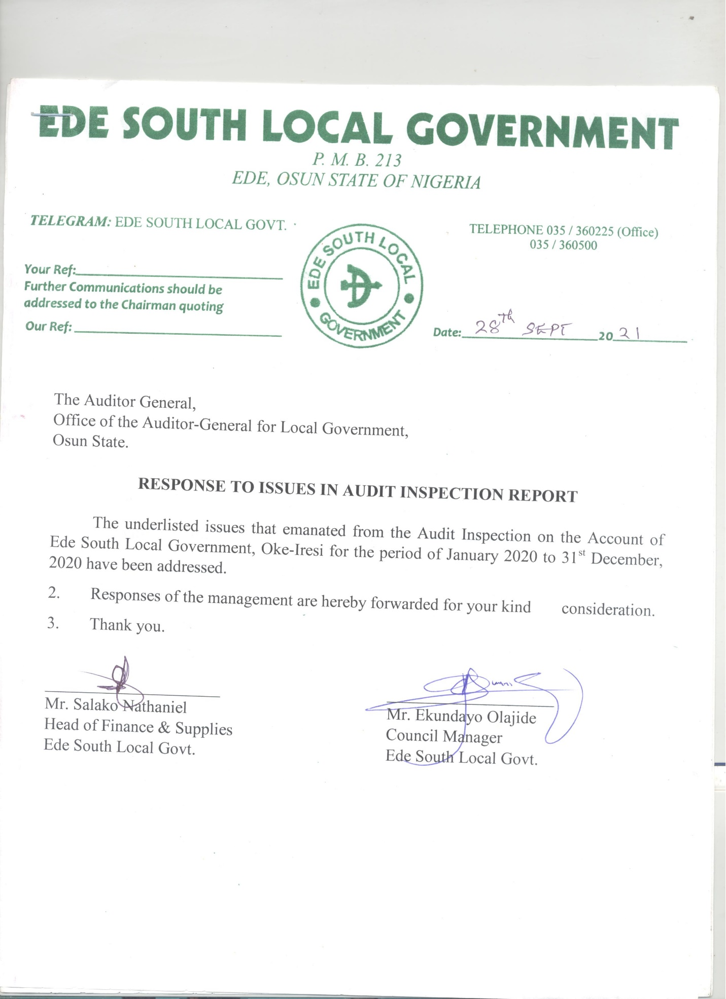 EDE SOUTH LOCAL GOVERNMENT
P. M. B. 213
EDE, OSUN STATE OF NIGERIA
TELEGRAM: EDE SOUTH LOCAL GOVT.
TELEPHONE 035 / 360225 (Office)
035 / 360500
EDE SOUTH LOCAL
GOVERNMENT
Your Ref:
Further Communications should be
addressed to the Chairman quoting
Our Ref:
Date: 28th SEPT 2021
The Auditor General,
Office of the Auditor-General for Local Government,
Osun State.
RESPONSE TO ISSUES IN AUDIT INSPECTION REPORT
The underlisted issues that emanated from the Audit Inspection on the Account of
Ede South Local Government, Oke-Iresi for the period of January 2020 to 31st December,
2020 have been addressed.
2. Responses of the management are hereby forwarded for your kind consideration.
3. Thank you.
Mr. Salako Nathaniel
Head of Finance & Supplies
Ede South Local Govt.
Mr. Ekundayo Olajide
Council Manager
Ede South Local Govt.